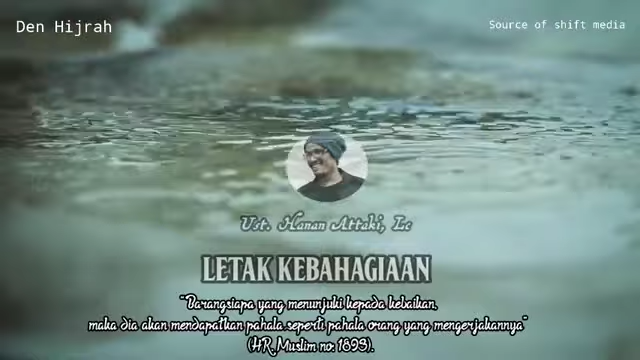 Den Hijrah
Source of shift media
Ust. Hanan Attaki, Lc
LETAK KEBAHAGIAAN
"Barangsiapa yang menunjuki kepada kebaikan,
maka dia akan mendapatkan pahala seperti pahala orang yang mengerjakannya"
(HR. Muslim no. 1893).